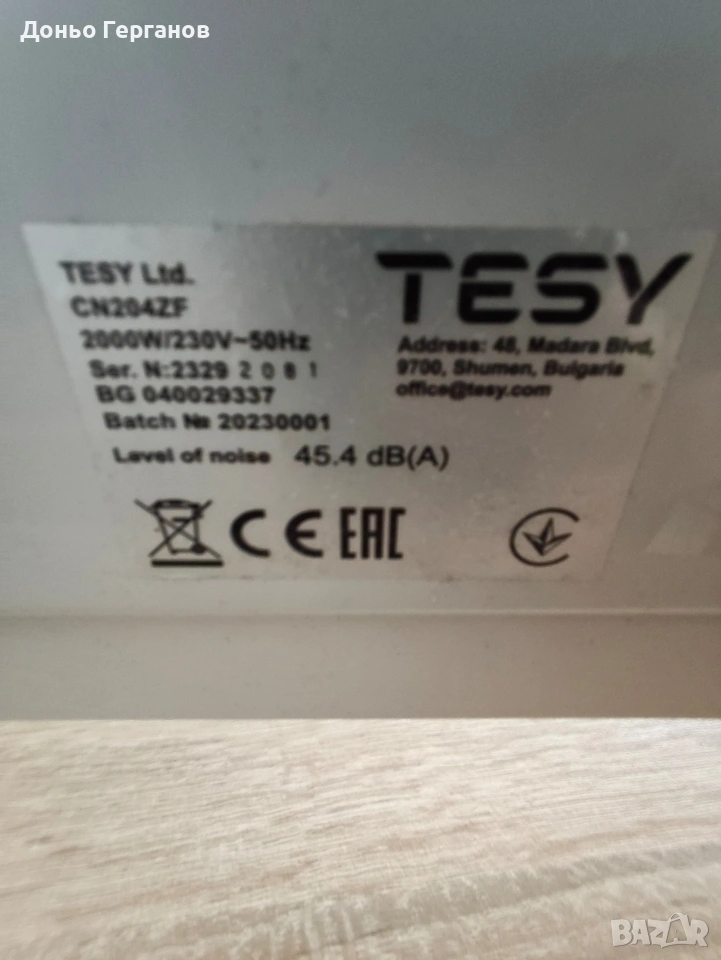 Доньо Герганов
TESY Ltd.
CN204ZF
2000W/230V~50Hz
Ser. N:2329 2 0 8 1
BG 040029337
Batch № 20230001
Level of noise 45.4 dB(A)
TESY
Address: 48, Madara Blvd,
9700, Shumen, Bulgaria
office@tesy.com
CE EAC
BAZAR